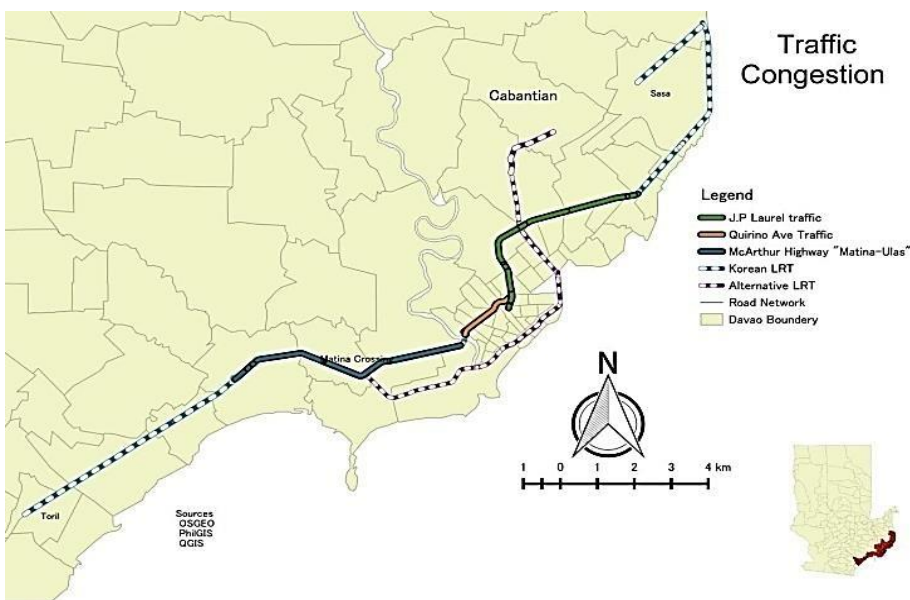 Traffic
Congestion
Cabantian
Sasa
Legend
J.P Laurel traffic
Quirino Ave Traffic
McArthur Highway "Matina-Ulas"
Korean LRT
Alternative LRT
Road Network
Davao Boundery
Matina Crossing
N
1 0 1 2 3 4 km
Toril
Sources
OSGEO
PhilGIS
QGIS